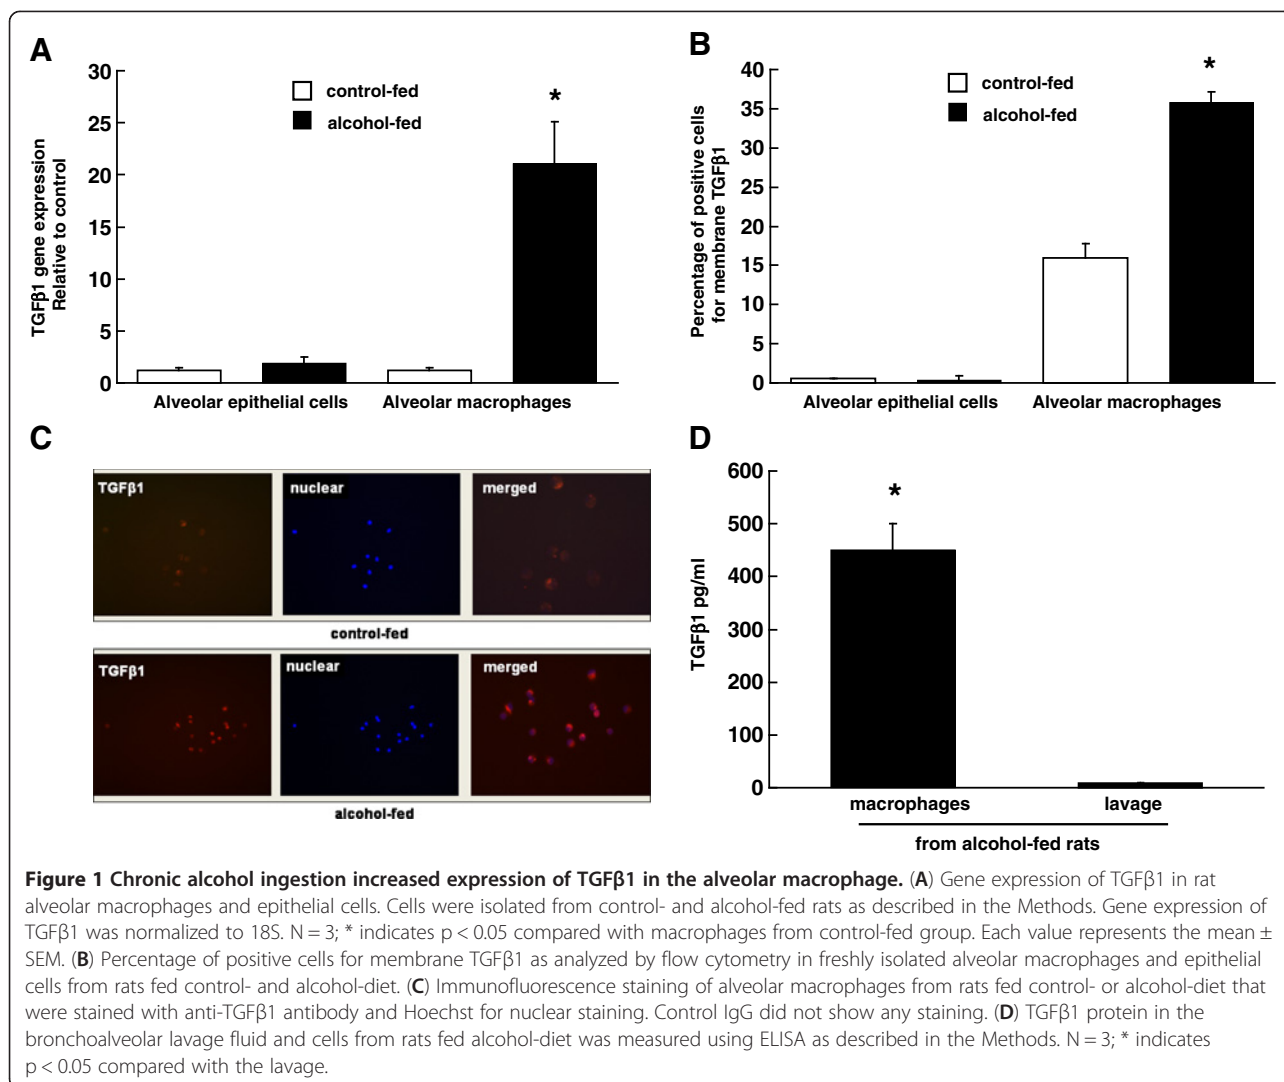 A
30
25
20
15
10
5
0
TGFβ1 gene expression
Relative to control
control-fed
alcohol-fed
*
Alveolar epithelial cells
Alveolar macrophages
B
40
35
30
25
20
15
10
5
0
Percentage of positive cells
for membrane TGFβ1
control-fed
alcohol-fed
*
Alveolar epithelial cells
Alveolar macrophages
C
TGFβ1
nuclear
merged
control-fed
TGFβ1
nuclear
merged
alcohol-fed
D
600
500
400
300
200
100
0
TGFβ1 pg/ml
*
macrophages
lavage
from alcohol-fed rats
Figure 1 Chronic alcohol ingestion increased expression of TGFβ1 in the alveolar macrophage. (A) Gene expression of TGFβ1 in rat
alveolar macrophages and epithelial cells. Cells were isolated from control- and alcohol-fed rats as described in the Methods. Gene expression of
TGFβ1 was normalized to 18S. N = 3; * indicates p < 0.05 compared with macrophages from control-fed group. Each value represents the mean ±
SEM. (B) Percentage of positive cells for membrane TGFβ1 as analyzed by flow cytometry in freshly isolated alveolar macrophages and epithelial
cells from rats fed control- and alcohol-diet. (C) Immunofluorescence staining of alveolar macrophages from rats fed control- or alcohol-diet that
were stained with anti-TGFβ1 antibody and Hoechst for nuclear staining. Control IgG did not show any staining. (D) TGFβ1 protein in the
bronchoalveolar lavage fluid and cells from rats fed alcohol-diet was measured using ELISA as described in the Methods. N = 3; * indicates
p < 0.05 compared with the lavage.